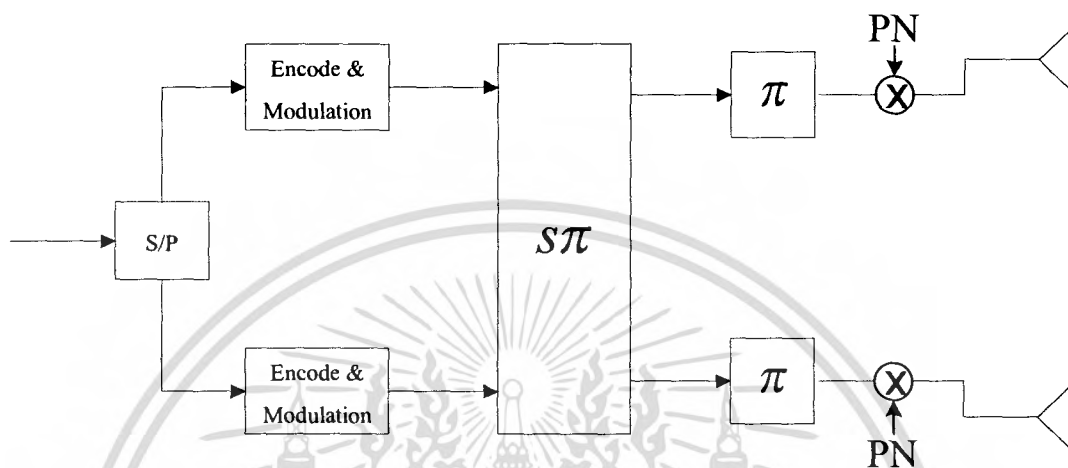 PN
Encode &
Modulation
π
X
S/P
sπ
Encode &
Modulation
π
X
PN